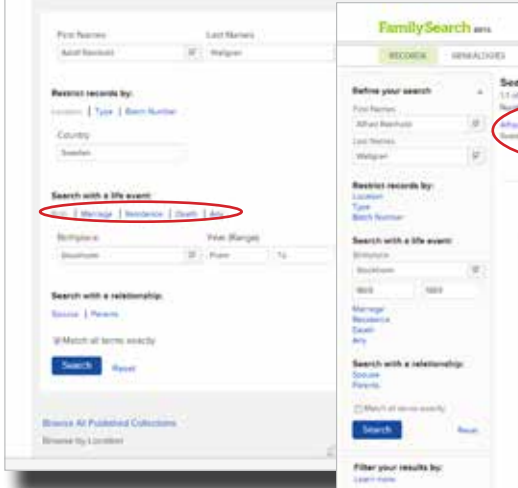 First Names
Last Names
Wallgren
Restrict records by:
Location | Type | Batch Number
Country
Sweden
Search with a life event:
Birth | Marriage | Residence | Death | Any
Birthplace
Year (Range)
Stockholm
From
To
Search with a relationship:
Spouse | Parents
Match all terms exactly
Search
Reset
Browse All Published Collections
Browse by Location
FamilySearch BETA
RECORDS
GENEALOGIES
Refine your search
First Names
Alfred Reinhold
Last Names
Wallgren
Restrict records by:
Location
Type
Batch Number
Search with a life event:
Birthplace
Stockholm
Marriage
Residence
Death
Any
Search with a relationship:
Spouse
Parents
Match all terms exactly
Search
Reset
Filter your results by:
Learn more